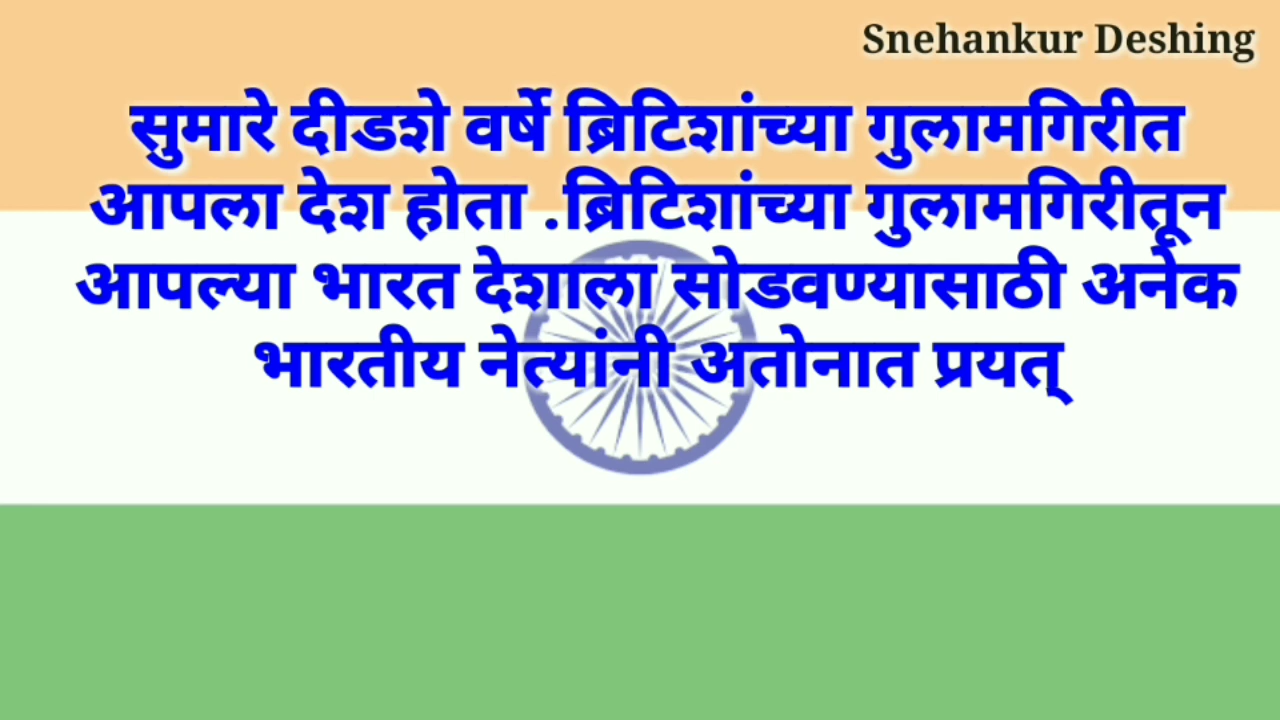 Snehankur Deshing
सुमारे दीडशे वर्षे ब्रिटिशांच्या गुलामगिरीत
आपला देश होता .ब्रिटिशांच्या गुलामगिरीतून
आपल्या भारत देशाला सोडवण्यासाठी अनेक
भारतीय नेत्यांनी अतोनात प्रयत्